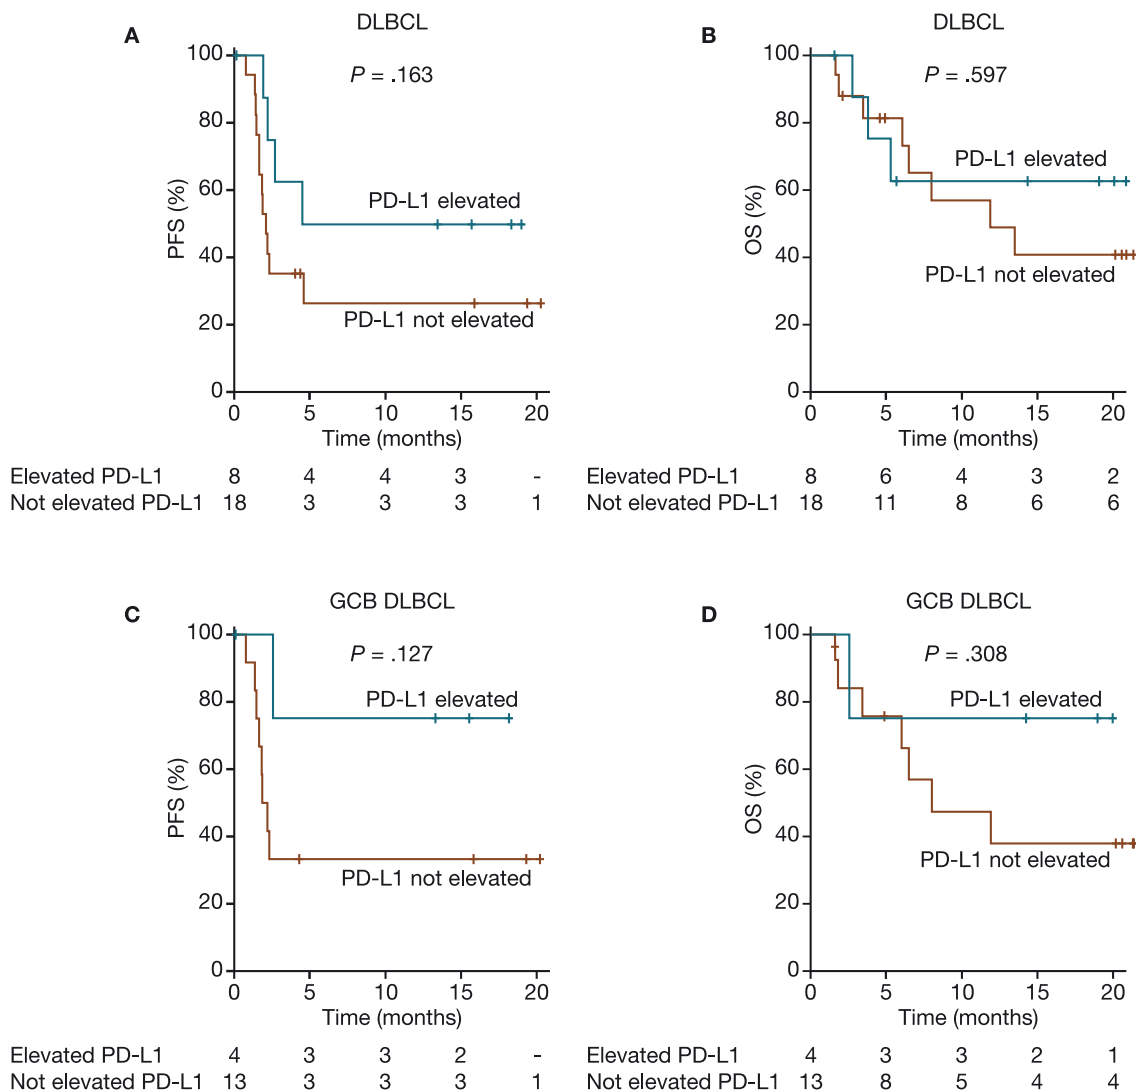 A
DLBCL
P = .163
100
80
60
40
20
0
PFS (%)
PD-L1 elevated
PD-L1 not elevated
0 5 10 15 20
Time (months)
Elevated PD-L1 8 4 4 3 -
Not elevated PD-L1 18 3 3 3 1
B
DLBCL
P = .597
100
80
60
40
20
0
OS (%)
PD-L1 elevated
PD-L1 not elevated
0 5 10 15 20
Time (months)
Elevated PD-L1 8 6 4 3 2
Not elevated PD-L1 18 11 8 6 6
C
GCB DLBCL
P = .127
100
80
60
40
20
0
PFS (%)
PD-L1 elevated
PD-L1 not elevated
0 5 10 15 20
Time (months)
Elevated PD-L1 4 3 3 2 -
Not elevated PD-L1 13 3 3 3 1
D
GCB DLBCL
P = .308
100
80
60
40
20
0
OS (%)
PD-L1 elevated
PD-L1 not elevated
0 5 10 15 20
Time (months)
Elevated PD-L1 4 3 3 2 1
Not elevated PD-L1 13 8 5 4 4